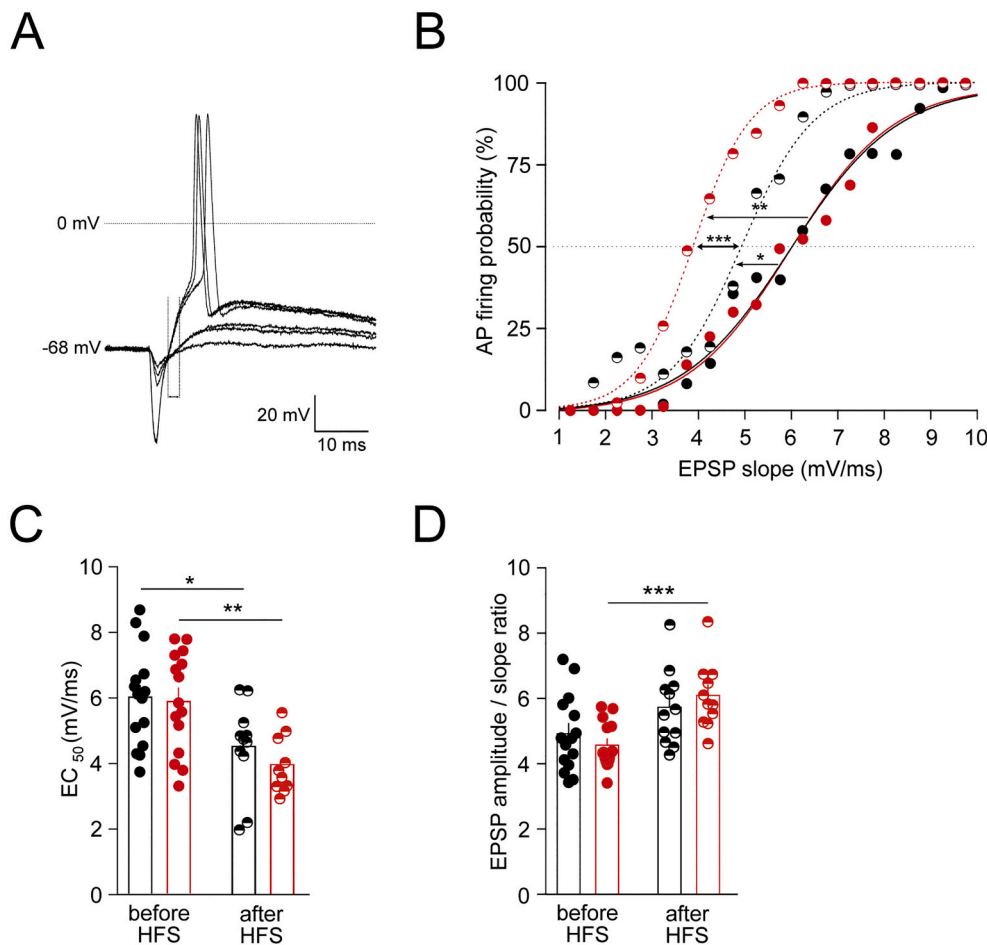 A
0 mV
-68 mV
20 mV
10 ms
B
AP firing probability (%)
100
75
50
25
0
**
***
*
1 2 3 4 5 6 7 8 9 10
EPSP slope (mV/ms)
C
EC 50 (mV/ms)
10
8
6
4
2
0
*
**
before
HFS
after
HFS
D
EPSP amplitude / slope ratio
10
8
6
4
2
0
***
before
HFS
after
HFS